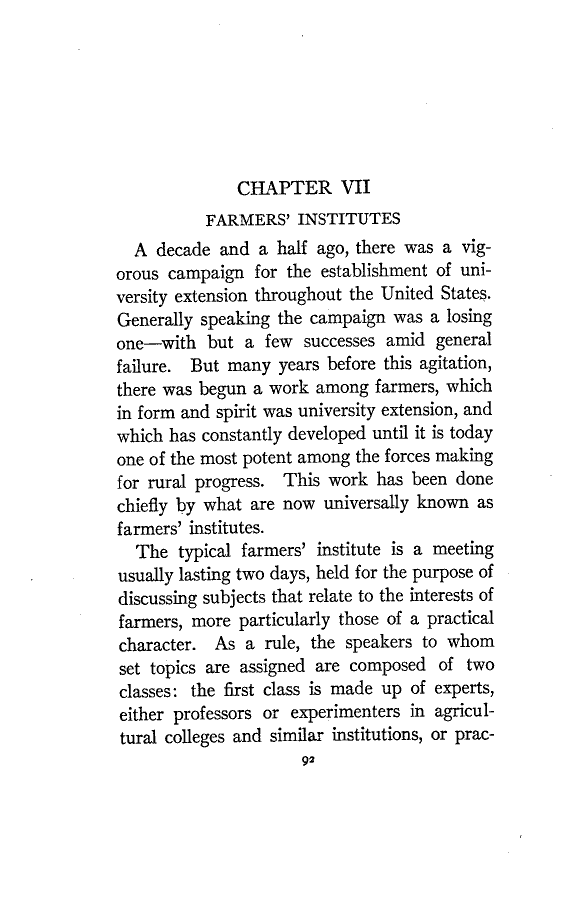 CHAPTER VII
FARMERS' INSTITUTES
A decade and a half ago, there was a vig-
orous campaign for the establishment of uni-
versity extension throughout the United States.
Generally speaking the campaign was a losing
one—with but a few successes amid general
failure. But many years before this agitation,
there was begun a work among farmers, which
in form and spirit was university extension, and
which has constantly developed until it is today
one of the most potent among the forces making
for rural progress. This work has been done
chiefly by what are now universally known as
farmers' institutes.
The typical farmers' institute is a meeting
usually lasting two days, held for the purpose of
discussing subjects that relate to the interests of
farmers, more particularly those of a practical
character. As a rule, the speakers to whom
set topics are assigned are composed of two
classes: the first class is made up of experts,
either professors or experimenters in agricul-
tural colleges and similar institutions, or prac-
92